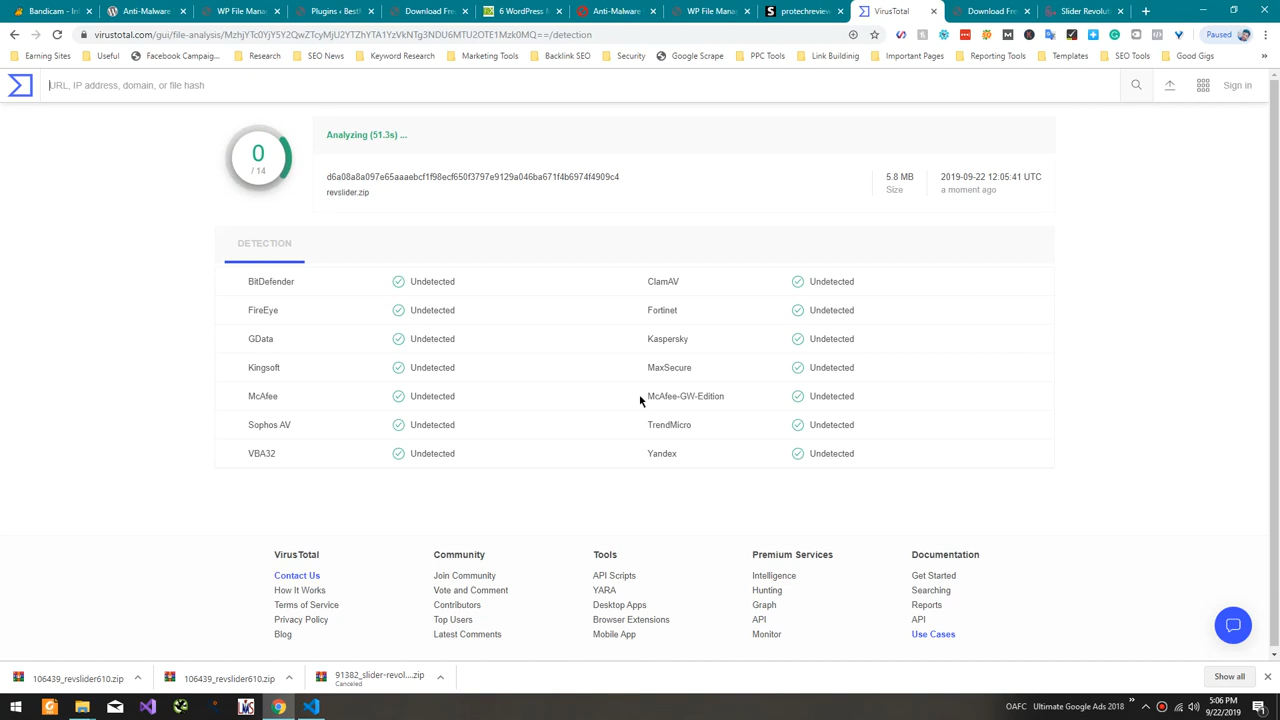 Bandicam - In
Anti-Malware
WP File Mana
Plugins ‹ Besth
Download Free
6 WordPress M
Anti-Malware
WP File Mana
protechreview
VirusTotal
Download Free
Slider Revoluti
virustotal.com/gui/file-analysis/MzhjYTc0YjY5Y2QwZTcyMjU2YTZhYTA1YzVkNTg3NDU6MTU2OTE1Mzk0MQ==/detection
Paused
Earning Sites
Useful
Facebook Campaig...
Research
SEO News
Keyword Research
Marketing Tools
Backlink SEO
Security
Google Scrape
PPC Tools
Link Buidinig
Important Pages
Reporting Tools
Templates
SEO Tools
Good Gigs
»
URL, IP address, domain, or file hash
Sign in
0
/ 14
Analyzing (51.3s) ...
d6a08a8a097e65aaaebcf1f98ecf650f3797e9129a046ba671f4b6974f4909c4
revslider.zip
5.8 MB
Size
2019-09-22 12:05:41 UTC
a moment ago
DETECTION
BitDefender Undetected ClamAV Undetected
FireEye Undetected Fortinet Undetected
GData Undetected Kaspersky Undetected
Kingsoft Undetected MaxSecure Undetected
McAfee Undetected McAfee-GW-Edition Undetected
Sophos AV Undetected TrendMicro Undetected
VBA32 Undetected Yandex Undetected
VirusTotal Community Tools Premium Services Documentation
Contact Us Join Community API Scripts Intelligence Get Started
How It Works Vote and Comment YARA Hunting Searching
Terms of Service Contributors Desktop Apps Graph Reports
Privacy Policy Top Users Browser Extensions API API
Blog Latest Comments Mobile App Monitor Use Cases
106439_revslider610.zip
106439_revslider610.zip
91382_slider-revol....zip
Canceled
Show all
OAFC Ultimate Google Ads 2018 »
5:06 PM
9/22/2019